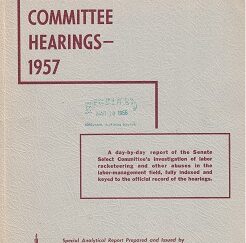 COMMITTEE
HEARINGS—
1957
RECEIVED
1958
A day-by-day report of the Senate
Select Committee's investigation of labor
racketeering and other abuses in the
labor-management field, fully indexed and
keyed to the official record of the hearings.
Special Analytical Report Prepared and Issued by